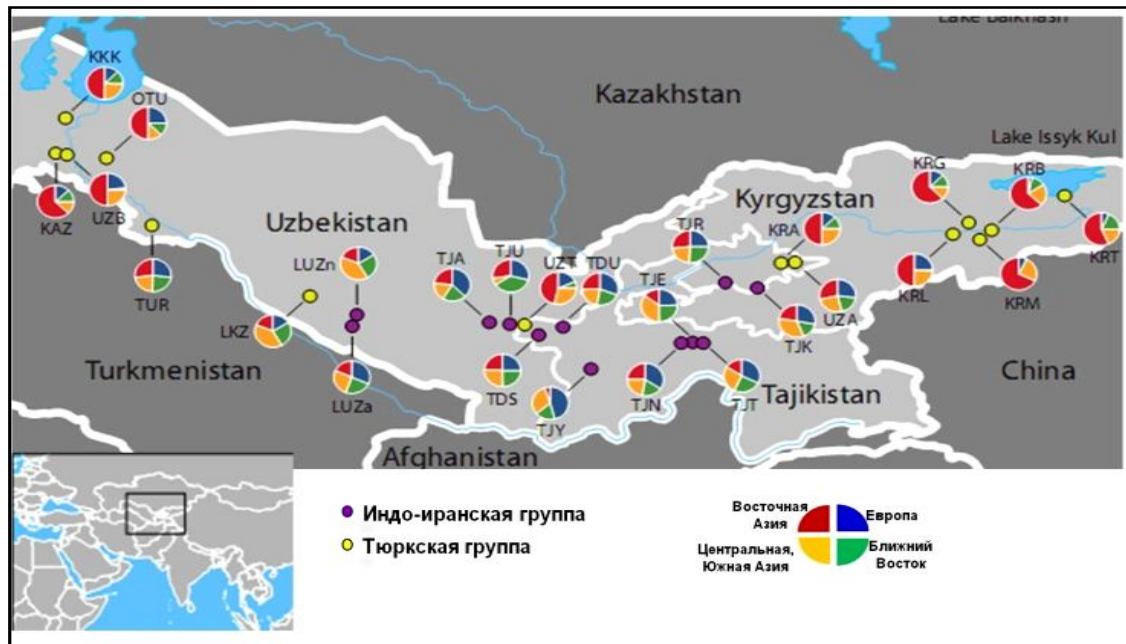 Lake Balkhash
KKK
OTU
Kazakhstan
Lake Issyk Kul
KRG
KRB
KAZ
UZB
Uzbekistan
Kyrgyzstan
TJR
KRA
LUZn
TJA
TJU
UZT
TDU
TJE
KRL
KRM
KRT
TUR
UZA
LKZ
TJK
Turkmenistan
LUZa
TDS
TJY
TJN
TJT
Tajikistan
China
Afghanistan
Индо-иранская группа
Тюркская группа
Восточная
Азия
Европа
Центральная,
Южная Азия
Ближний
Восток